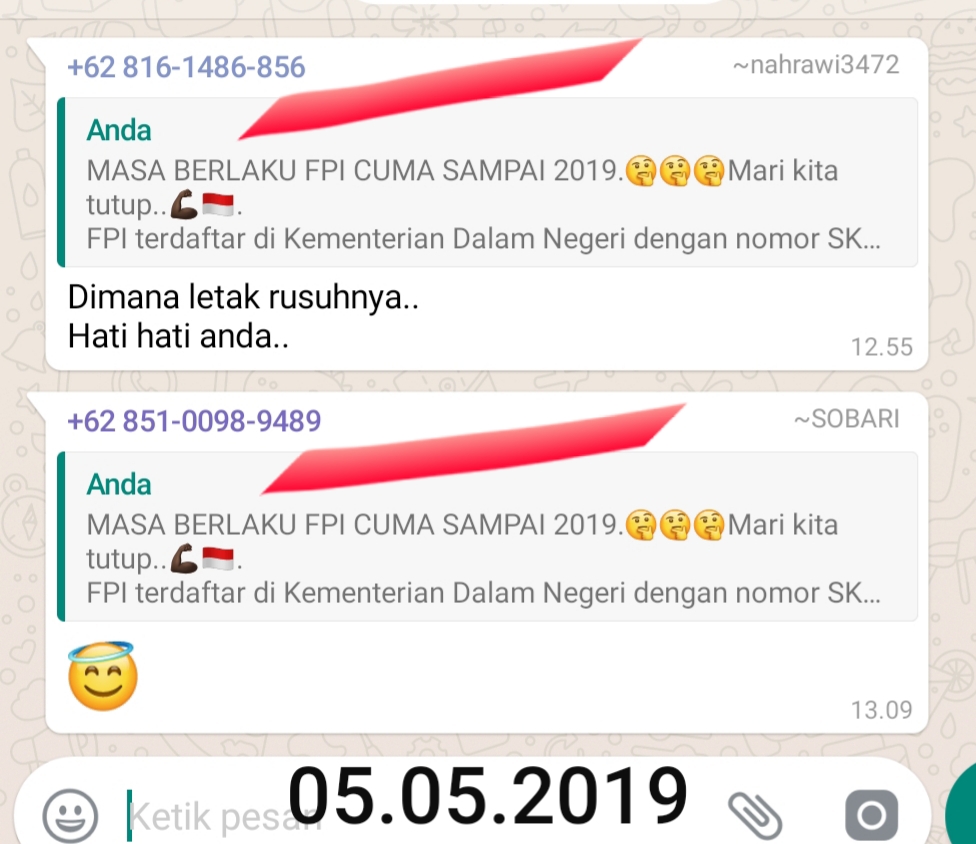 +62 816-1486-856 ~nahrawi3472
Anda
MASA BERLAKU FPI CUMA SAMPAI 2019.🤔🤔🤔Mari kita
tutup..💪🏿🇮🇩.
FPI terdaftar di Kementerian Dalam Negeri dengan nomor SK...
Dimana letak rusuhnya..
Hati hati anda..
12.55
+62 851-0098-9489 ~SOBARI
Anda
MASA BERLAKU FPI CUMA SAMPAI 2019.🤔🤔🤔Mari kita
tutup..💪🏿🇮🇩.
FPI terdaftar di Kementerian Dalam Negeri dengan nomor SK...
😇
13.09
Ketik pesan
05.05.2019